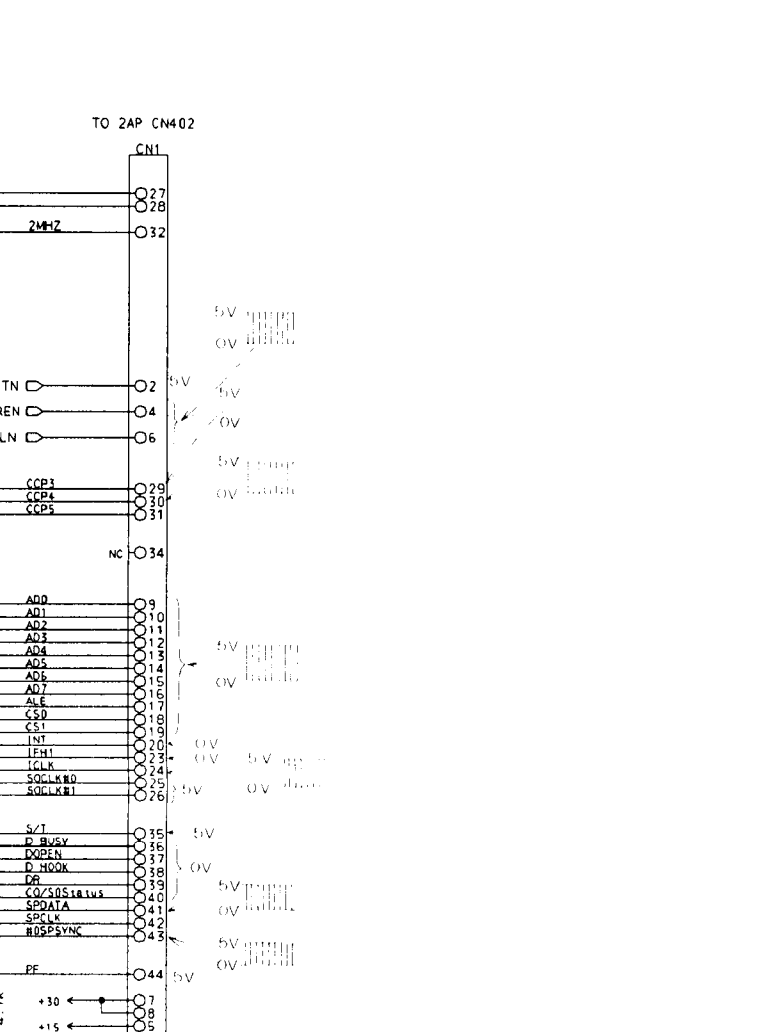 TO 2AP CN402
CN1
27
28
2MHZ 32
5V
0V
TN 2 5V
5V
REN 4
0V
LN 6
5V
CCP3 29
CCP4 30 0V
CCP5 31
NC 34
AD0 9
AD1 10
AD2 11
AD3 12
AD4 13 5V
AD5 14
AD6 15 0V
AD7 16
ALE 17
CS0 18
CS1 19
INT 20 0V
IFH1 23 0V 5V
ICLK 24
SOCLK#0 25
SOCLK#1 26 5V 0V
S/T 35 5V
D BUSY 36
DOPEN 37
D HOOK 38 0V
DR 39 5V
CO/SOStatus 40
SPDATA 41 0V
SPCLK 42
#DSPSYNC 43 5V
0V
PF 44 5V
+30 7
8
+15 5